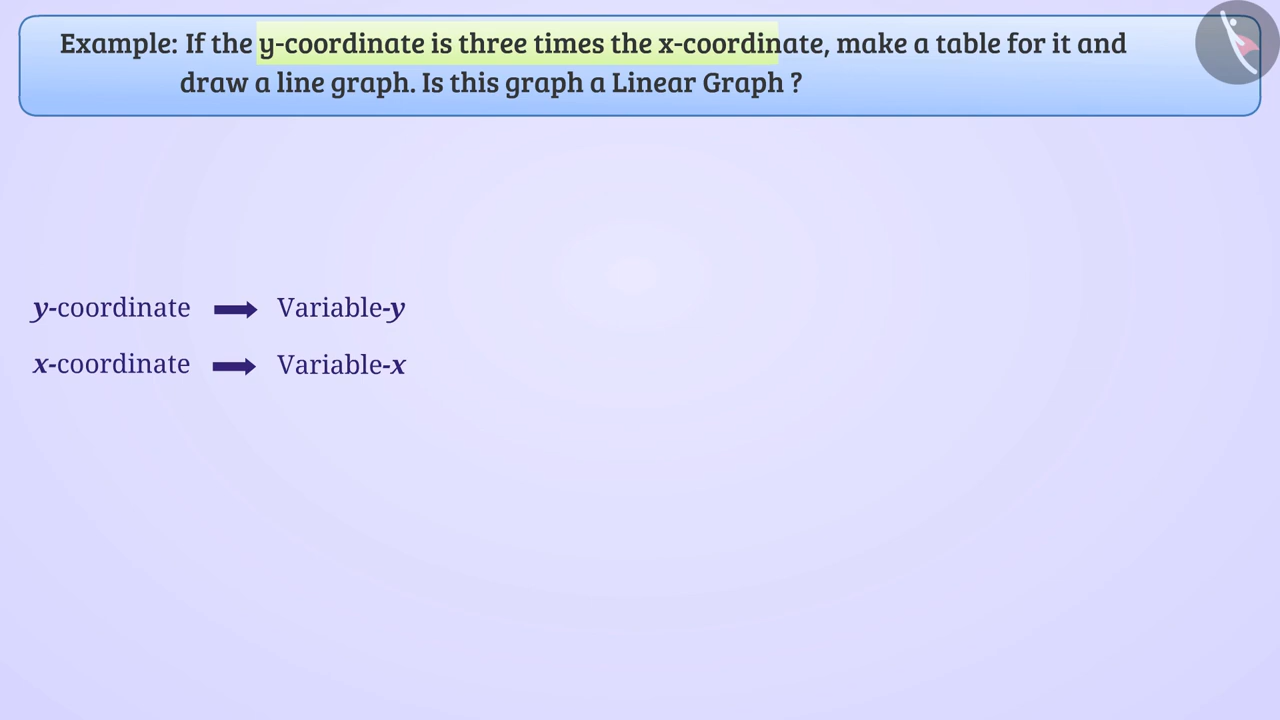 Example: If the y-coordinate is three times the x-coordinate, make a table for it and
draw a line graph. Is this graph a Linear Graph ?
y-coordinate ➡ Variable-y
x-coordinate ➡ Variable-x